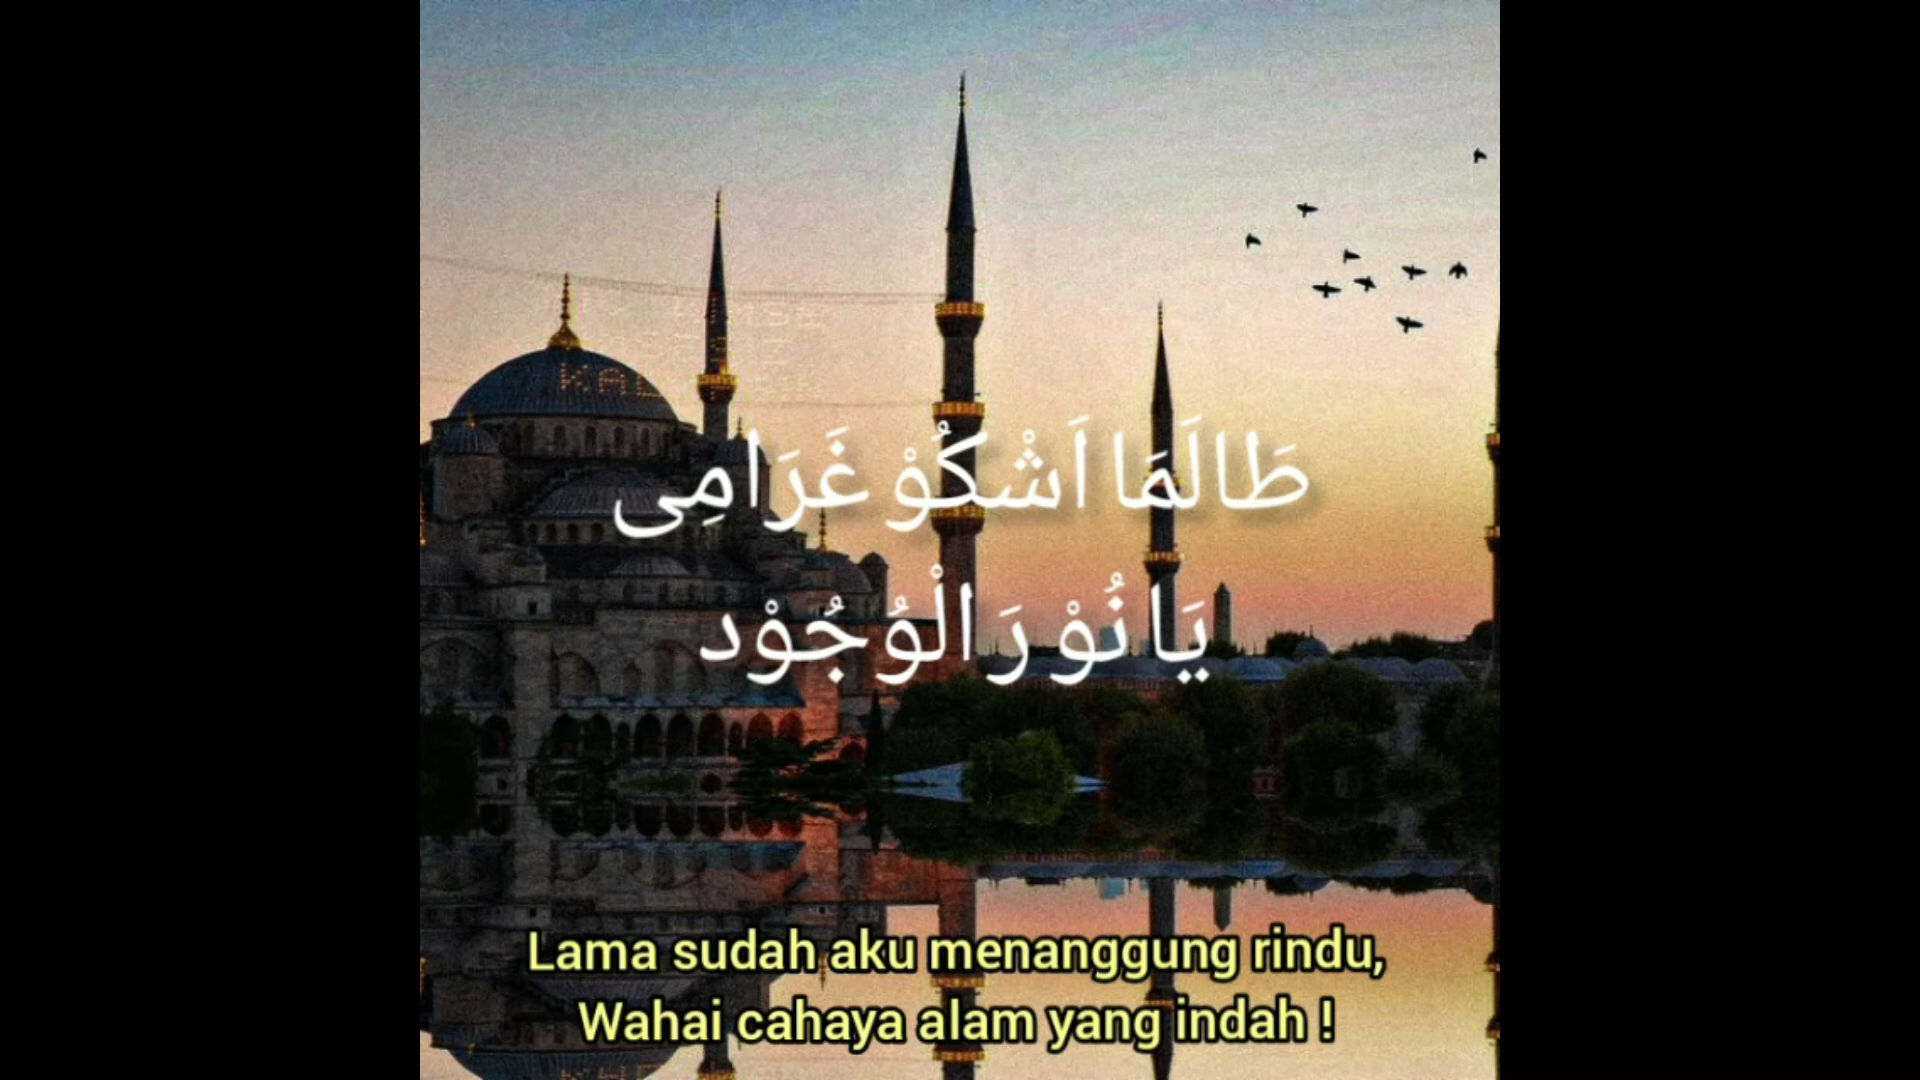 طَالَمَا اَشْكُوْ غَرَامِى
يَا نُوْرَ الْوُجُوْد
Lama sudah aku menanggung rindu,
Wahai cahaya alam yang indah !